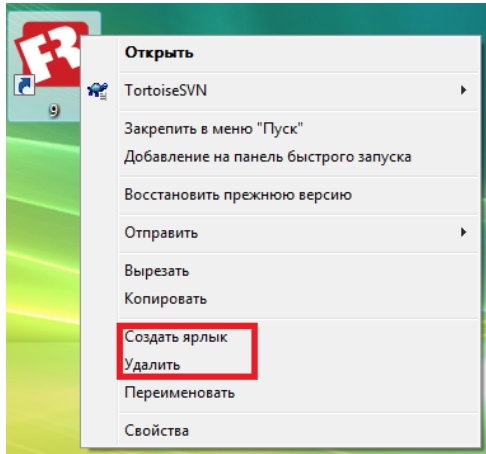 FR
9
Открыть
TortoiseSVN
Закрепить в меню "Пуск"
Добавление на панель быстрого запуска
Восстановить прежнюю версию
Отправить
Вырезать
Копировать
Создать ярлык
Удалить
Переименовать
Свойства